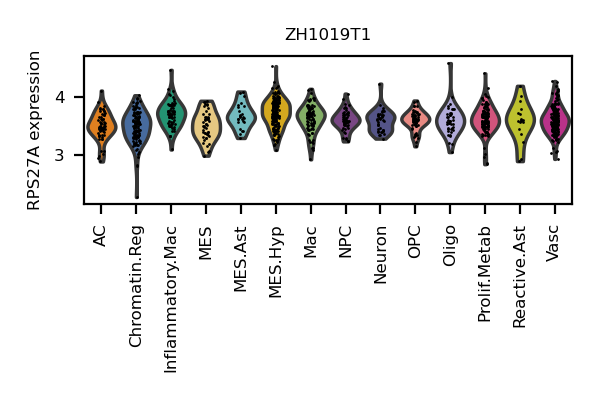 ZH1019T1
RPS27A expression
4
3
AC
Chromatin.Reg
Inflammatory.Mac
MES
MES.Ast
MES.Hyp
Mac
NPC
Neuron
OPC
Oligo
Prolif.Metab
Reactive.Ast
Vasc